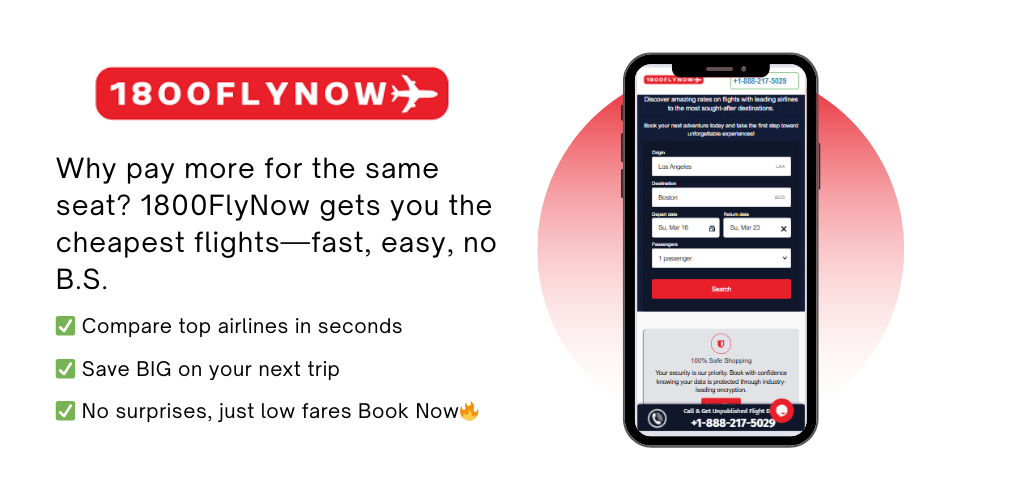 1800FLYNOW
Why pay more for the same
seat? 1800FlyNow gets you the
cheapest flights—fast, easy, no
B.S.
✅ Compare top airlines in seconds
✅ Save BIG on your next trip
✅ No surprises, just low fares Book Now🔥
1800FLYNOW
+1-888-217-5029
Discover amazing rates on flights with leading airlines
to the most sought-after destinations.
Book your next adventure today and take the first step toward
unforgettable experiences!
Origin
Los Angeles LAX
Destination
Boston BOS
Depart date Return date
Su, Mar 16 Su, Mar 23
Passengers
1 passenger
Search
100% Safe Shopping
Your security is our priority. Book with confidence
knowing your data is protected through industry-
leading encryption.
Call & Get Unpublished Flight
+1-888-217-5029